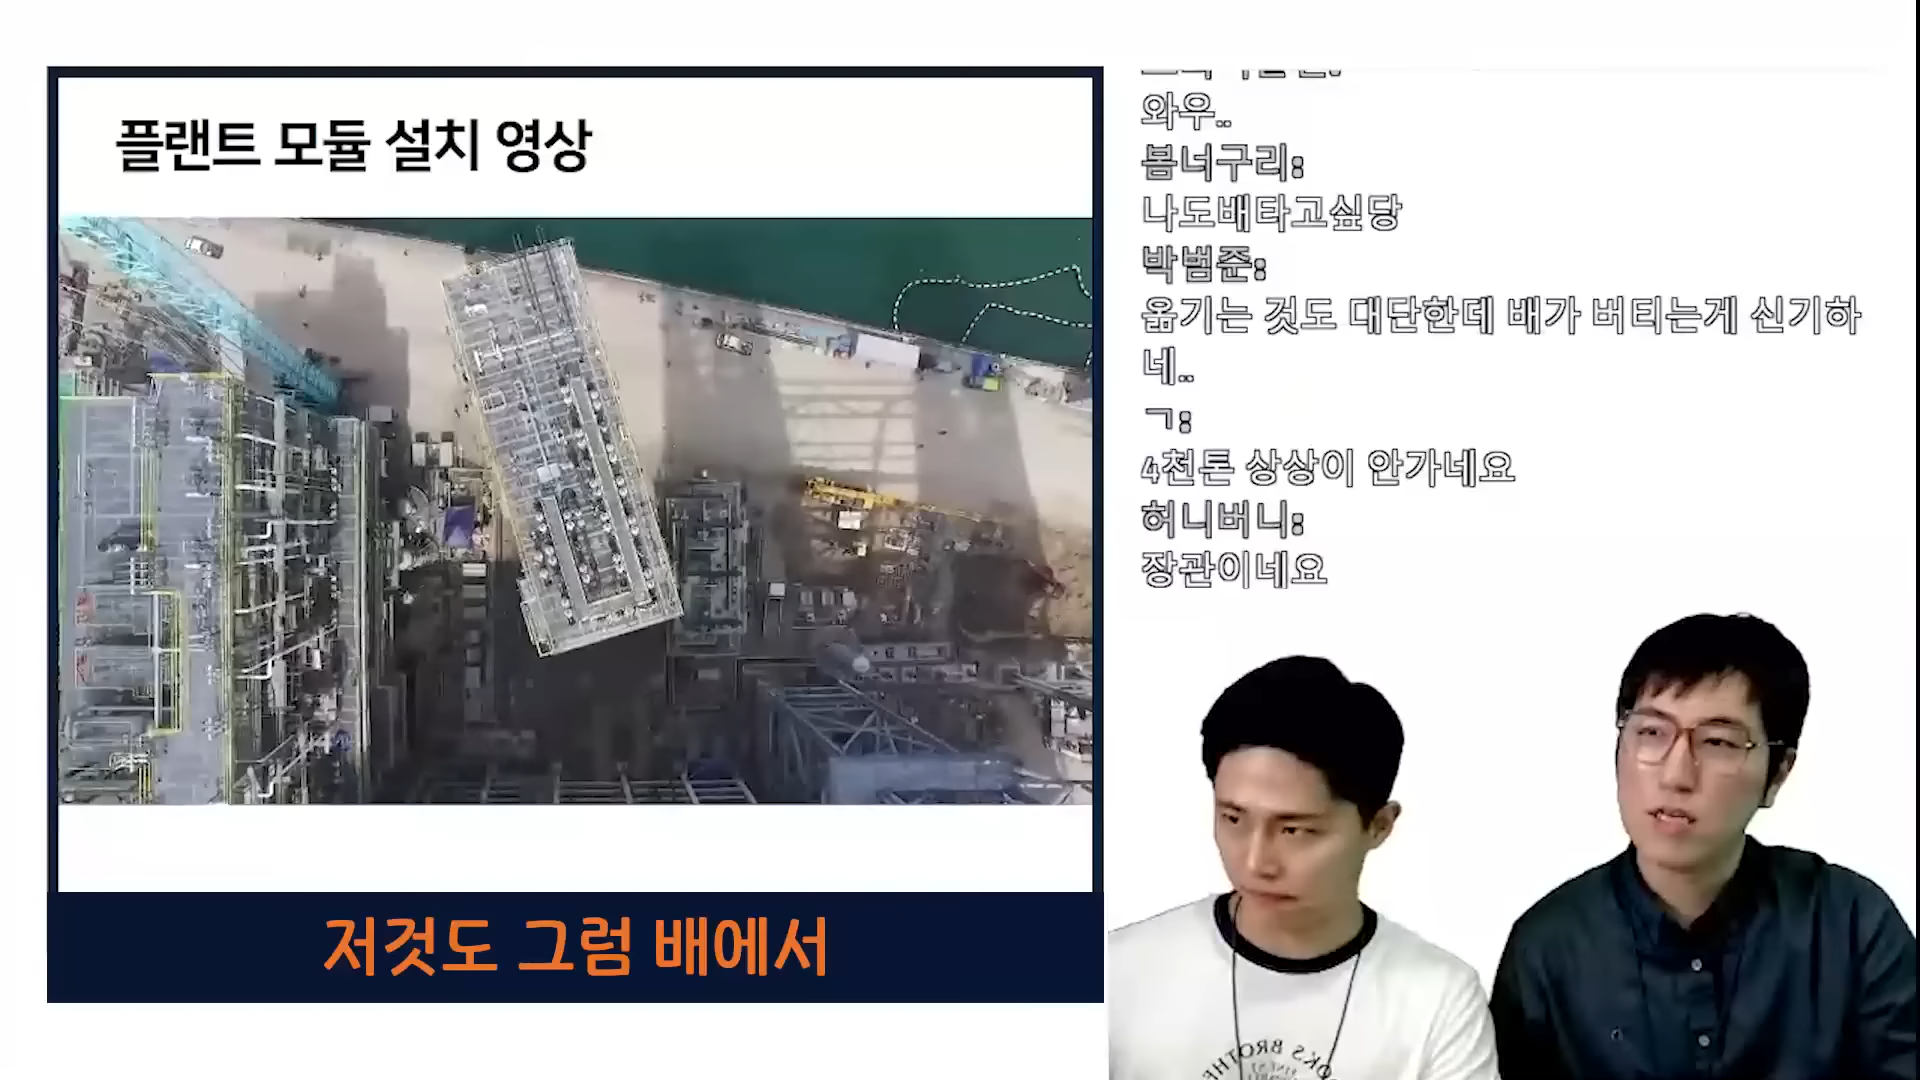 플랜트 모듈 설치 영상
저것도 그럼 배에서
와우..
봄너구리:
나도배타고싶당
박범준:
옮기는 것도 대단한데 배가 버티는게 신기하
네..
ㄱ:
4천톤 상상이 안가네요
허니버니:
장관이네요